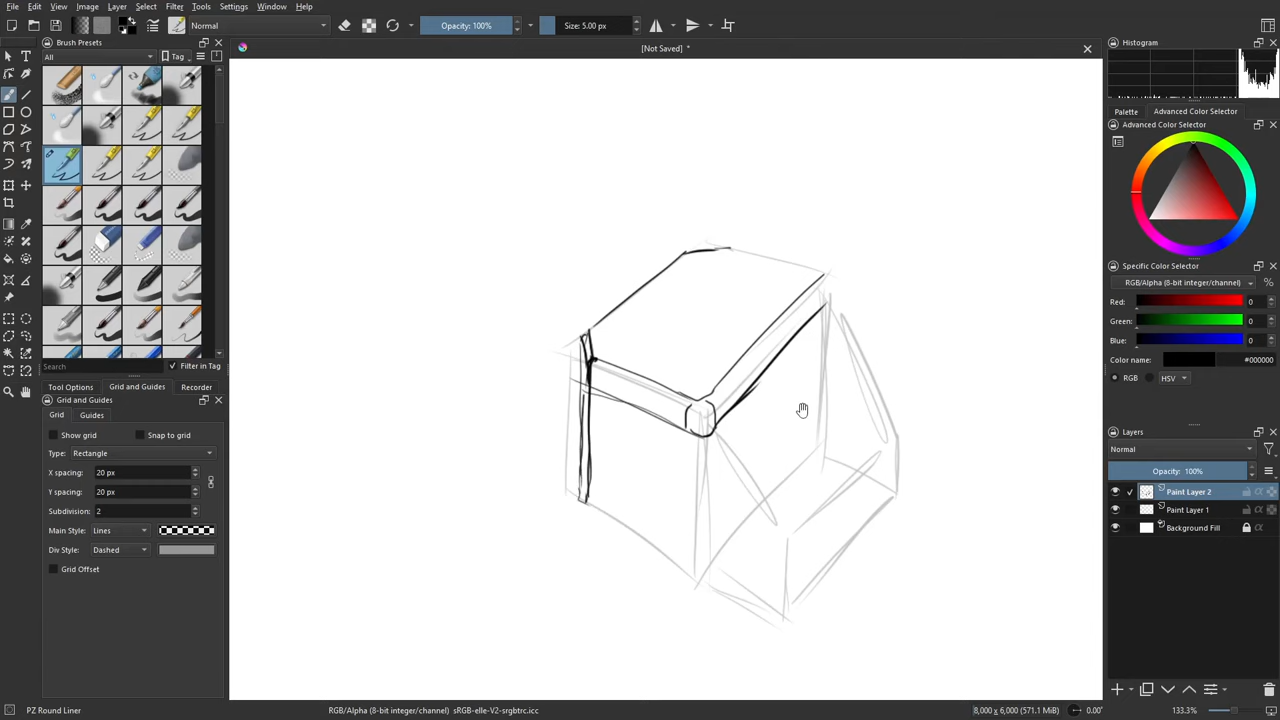 File Edit View Image Layer Select Filter Tools Settings Window Help
Normal Opacity: 100% Size: 5.00 px
Brush Presets
[Not Saved] *
Histogram
All Tag
Palette Advanced Color Selector
Advanced Color Selector
Specific Color Selector
RGB/Alpha (8-bit integer/channel) %
Red: 0
Green: 0
Blue: 0
Color name: #000000
RGB HSV
Search Filter in Tag
Tool Options Grid and Guides Recorder
Grid and Guides
Grid Guides
Show grid Snap to grid
Type: Rectangle
X spacing: 20 px
Y spacing: 20 px
Subdivision: 2
Main Style: Lines
Div Style: Dashed
Grid Offset
Layers
Normal
Opacity: 100%
Paint Layer 2
Paint Layer 1
Background Fill
PZ Round Liner RGB/Alpha (8-bit integer/channel) sRGB-elle-V2-srgbtrc.icc 8,000 x 6,000 (571.1 MiB) 0.00° 133.3%